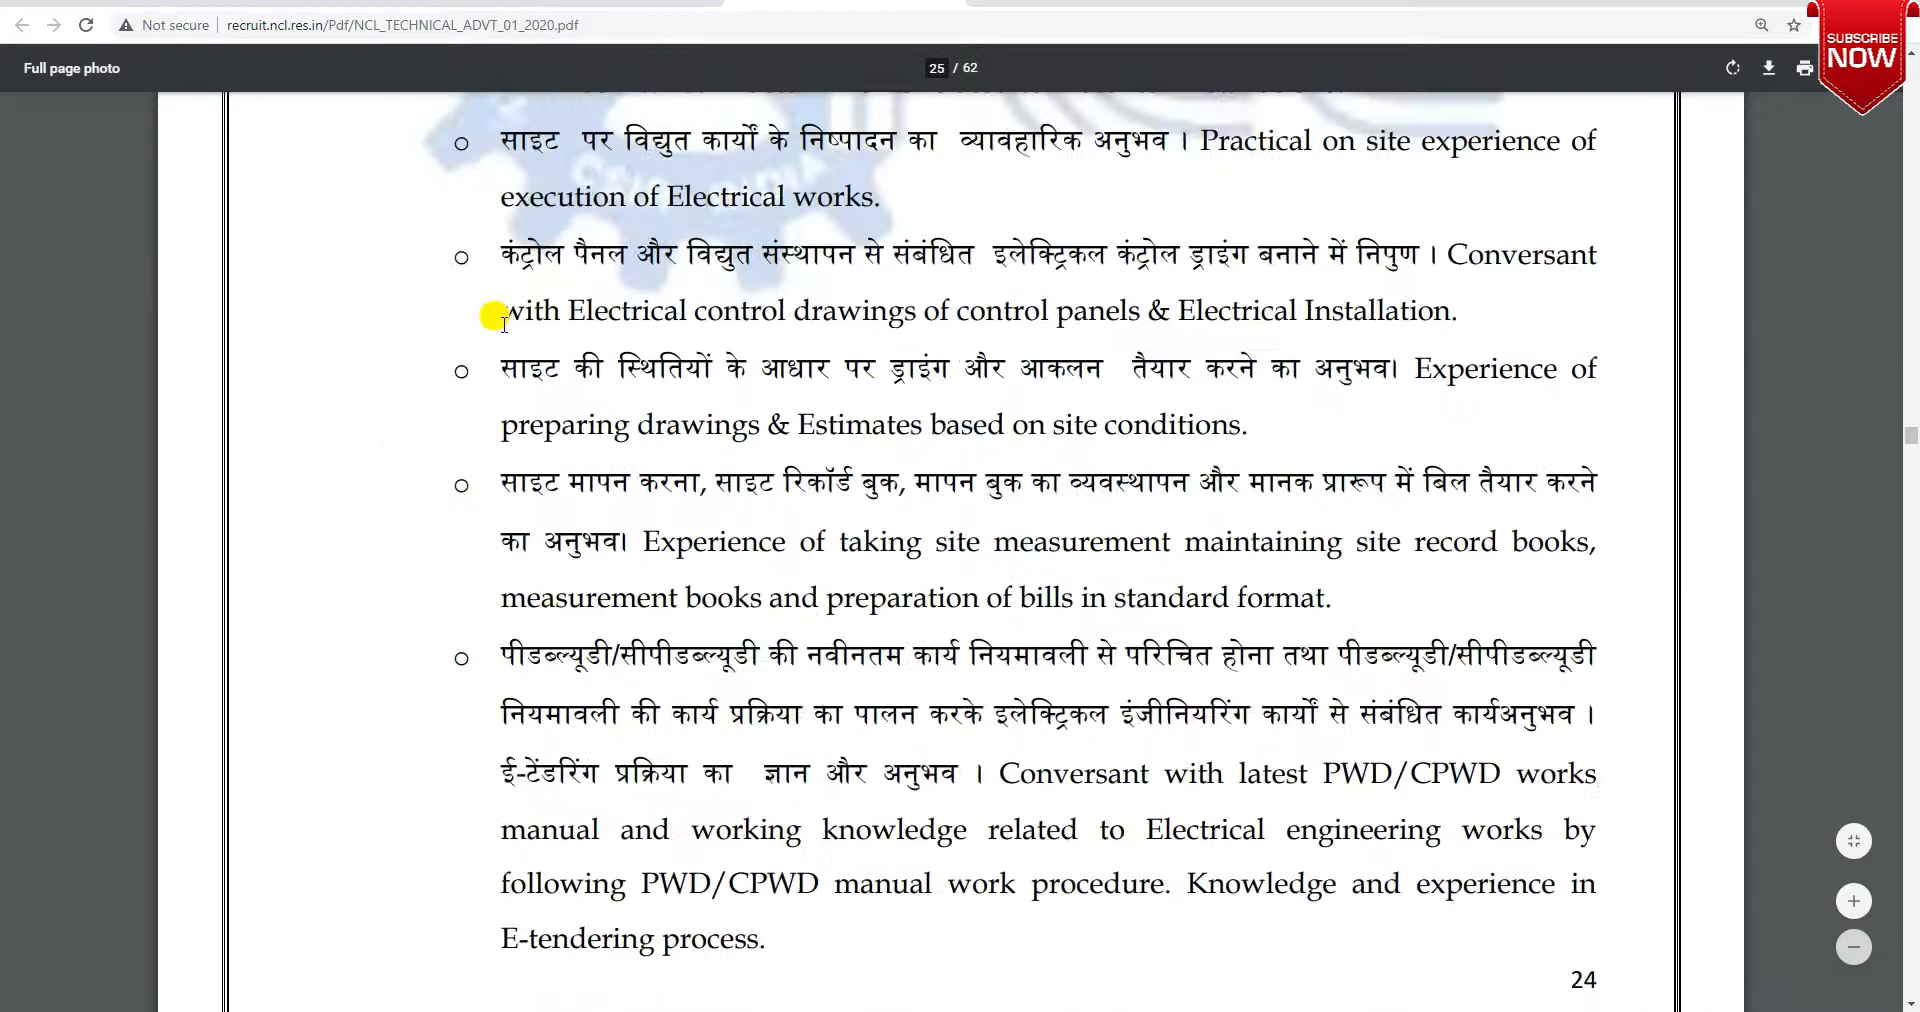 Not secure | recruit.ncl.res.in/Pdf/NCL_TECHNICAL_ADVT_01_2020.pdf
SUBSCRIBE
NOW
Full page photo
25 / 62
CSIR INDIA
साइट पर विद्युत कार्यों के निष्पादन का व्यावहारिक अनुभव । Practical on site experience of
execution of Electrical works.
कंट्रोल पैनल और विद्युत संस्थापन से संबंधित इलेक्ट्रिकल कंट्रोल ड्राइंग बनाने में निपुण । Conversant
with Electrical control drawings of control panels & Electrical Installation.
साइट की स्थितियों के आधार पर ड्राइंग और आकलन तैयार करने का अनुभव। Experience of
preparing drawings & Estimates based on site conditions.
साइट मापन करना, साइट रिकॉर्ड बुक, मापन बुक का व्यवस्थापन और मानक प्रारूप में बिल तैयार करने
का अनुभव। Experience of taking site measurement maintaining site record books,
measurement books and preparation of bills in standard format.
पीडब्ल्यूडी/सीपीडब्ल्यूडी की नवीनतम कार्य नियमावली से परिचित होना तथा पीडब्ल्यूडी/सीपीडब्ल्यूडी
नियमावली की कार्य प्रक्रिया का पालन करके इलेक्ट्रिकल इंजीनियरिंग कार्यों से संबंधित कार्यअनुभव ।
ई-टेंडरिंग प्रक्रिया का ज्ञान और अनुभव । Conversant with latest PWD/CPWD works
manual and working knowledge related to Electrical engineering works by
following PWD/CPWD manual work procedure. Knowledge and experience in
E-tendering process.
24